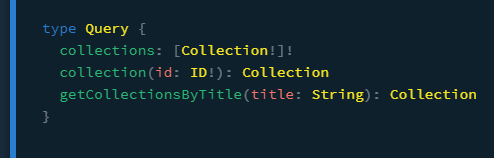 type Query {
collections: [Collection!]!
collection(id: ID!): Collection
getCollectionsByTitle(title: String): Collection
}